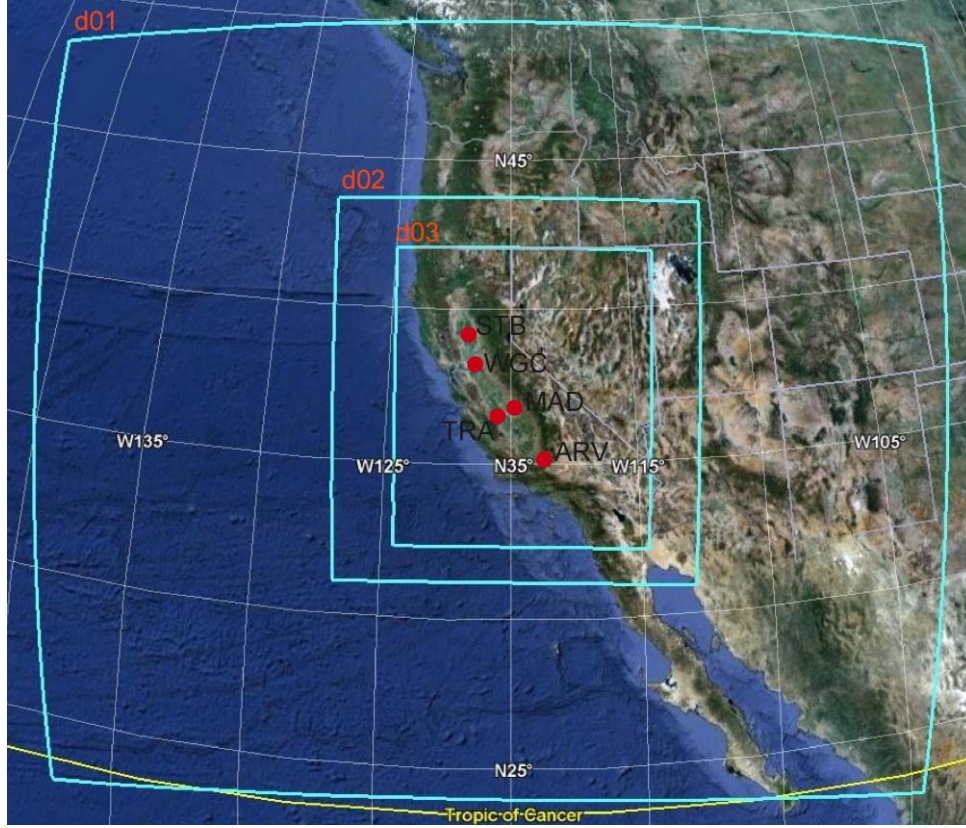 d01
N45°
d02
d03
STB
WGC
MAD
TRA
W135°
W105°
ARV
W125°
N35°
W115°
N25°
Tropic of Cancer